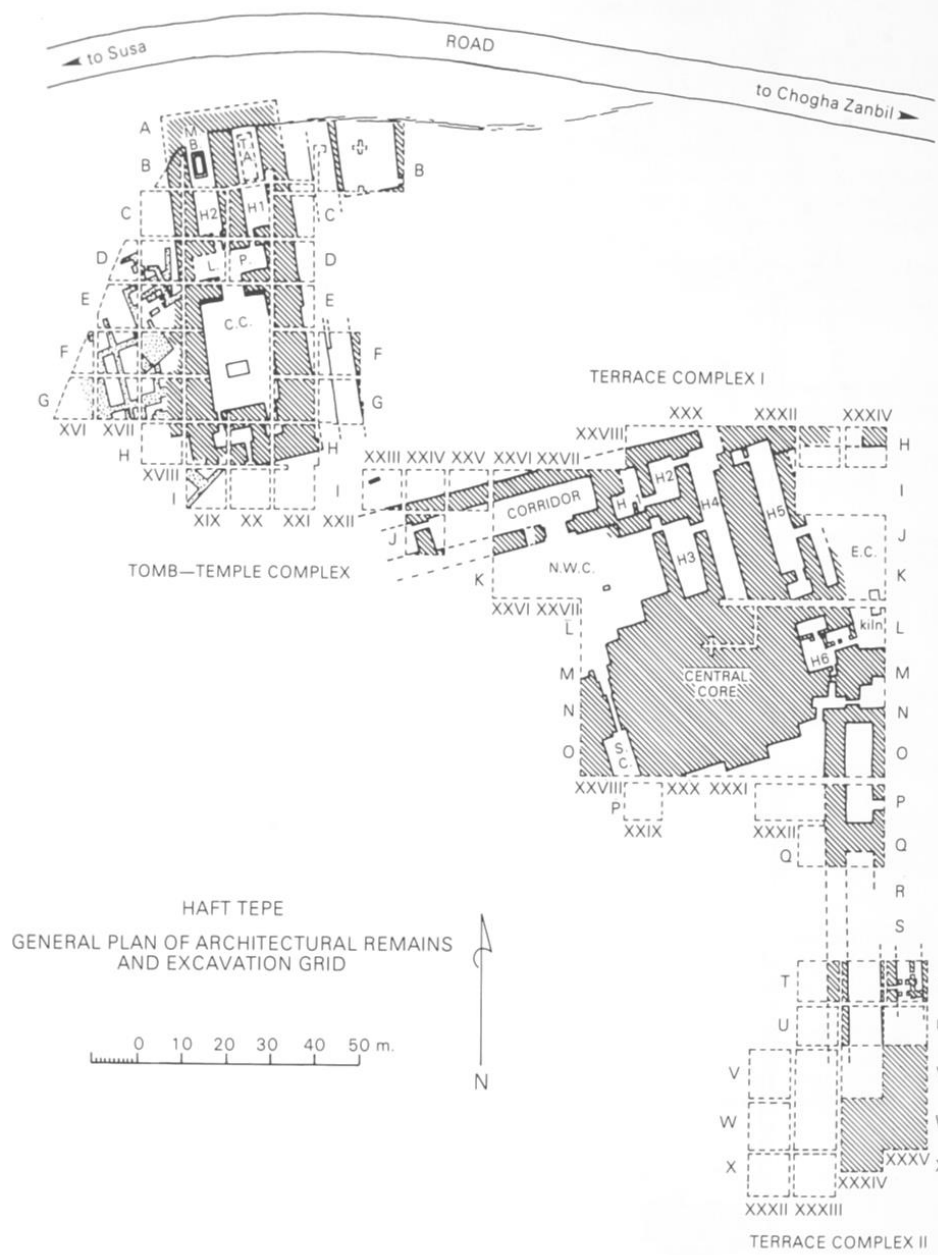 to Susa
ROAD
to Chogha Zanbil
A
M
B
T
A
B
B
C
H2
H1
C
D
L.
P.
D
E
C.C.
E
F
F
G
G
XVI XVII
H
H
XVIII
I
I
XIX XX XXI XXII
TOMB—TEMPLE COMPLEX
TERRACE COMPLEX I
XXX XXXII XXXIV
XXVIII
H
XXIII XXIV XXV XXVI XXVII
H2
H
H4
I
CORRIDOR
H5
J
J
E.C.
H3
K
N.W.C.
K
XXVI XXVII
L
kiln
L
H6
M
CENTRAL
CORE
M
N
N
O
S.
C.
O
XXVIII XXX XXXI
P
P
XXIX
XXXII
Q
Q
R
S
HAFT TEPE
GENERAL PLAN OF ARCHITECTURAL REMAINS
AND EXCAVATION GRID
0 10 20 30 40 50 m.
N
T
U
V
W
X
XXXV
XXXIV
XXXII XXXIII
TERRACE COMPLEX II